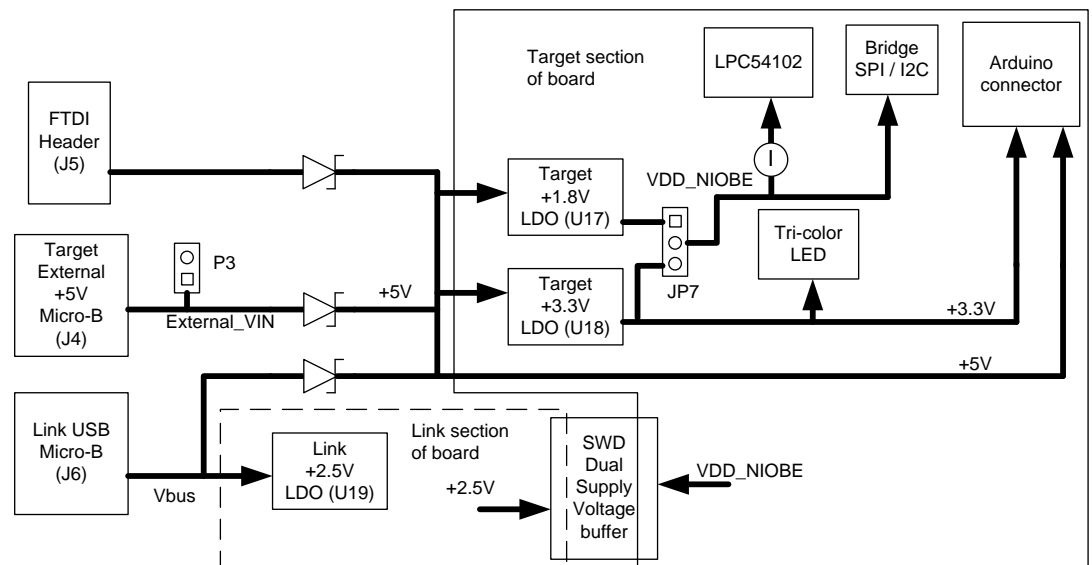 Target section
of board
LPC54102
Bridge
SPI / I2C
Arduino
connector
FTDI
Header
(J5)
I
VDD_NIOBE
Target
+1.8V
LDO (U17)
Tri-color
LED
Target
External
+5V
Micro-B
(J4)
P3
External_VIN
+5V
Target
+3.3V
LDO (U18)
JP7
+3.3V
+5V
Link USB
Micro-B
(J6)
Vbus
Link
+2.5V
LDO (U19)
Link section
of board
+2.5V
SWD
Dual
Supply
Voltage
buffer
VDD_NIOBE